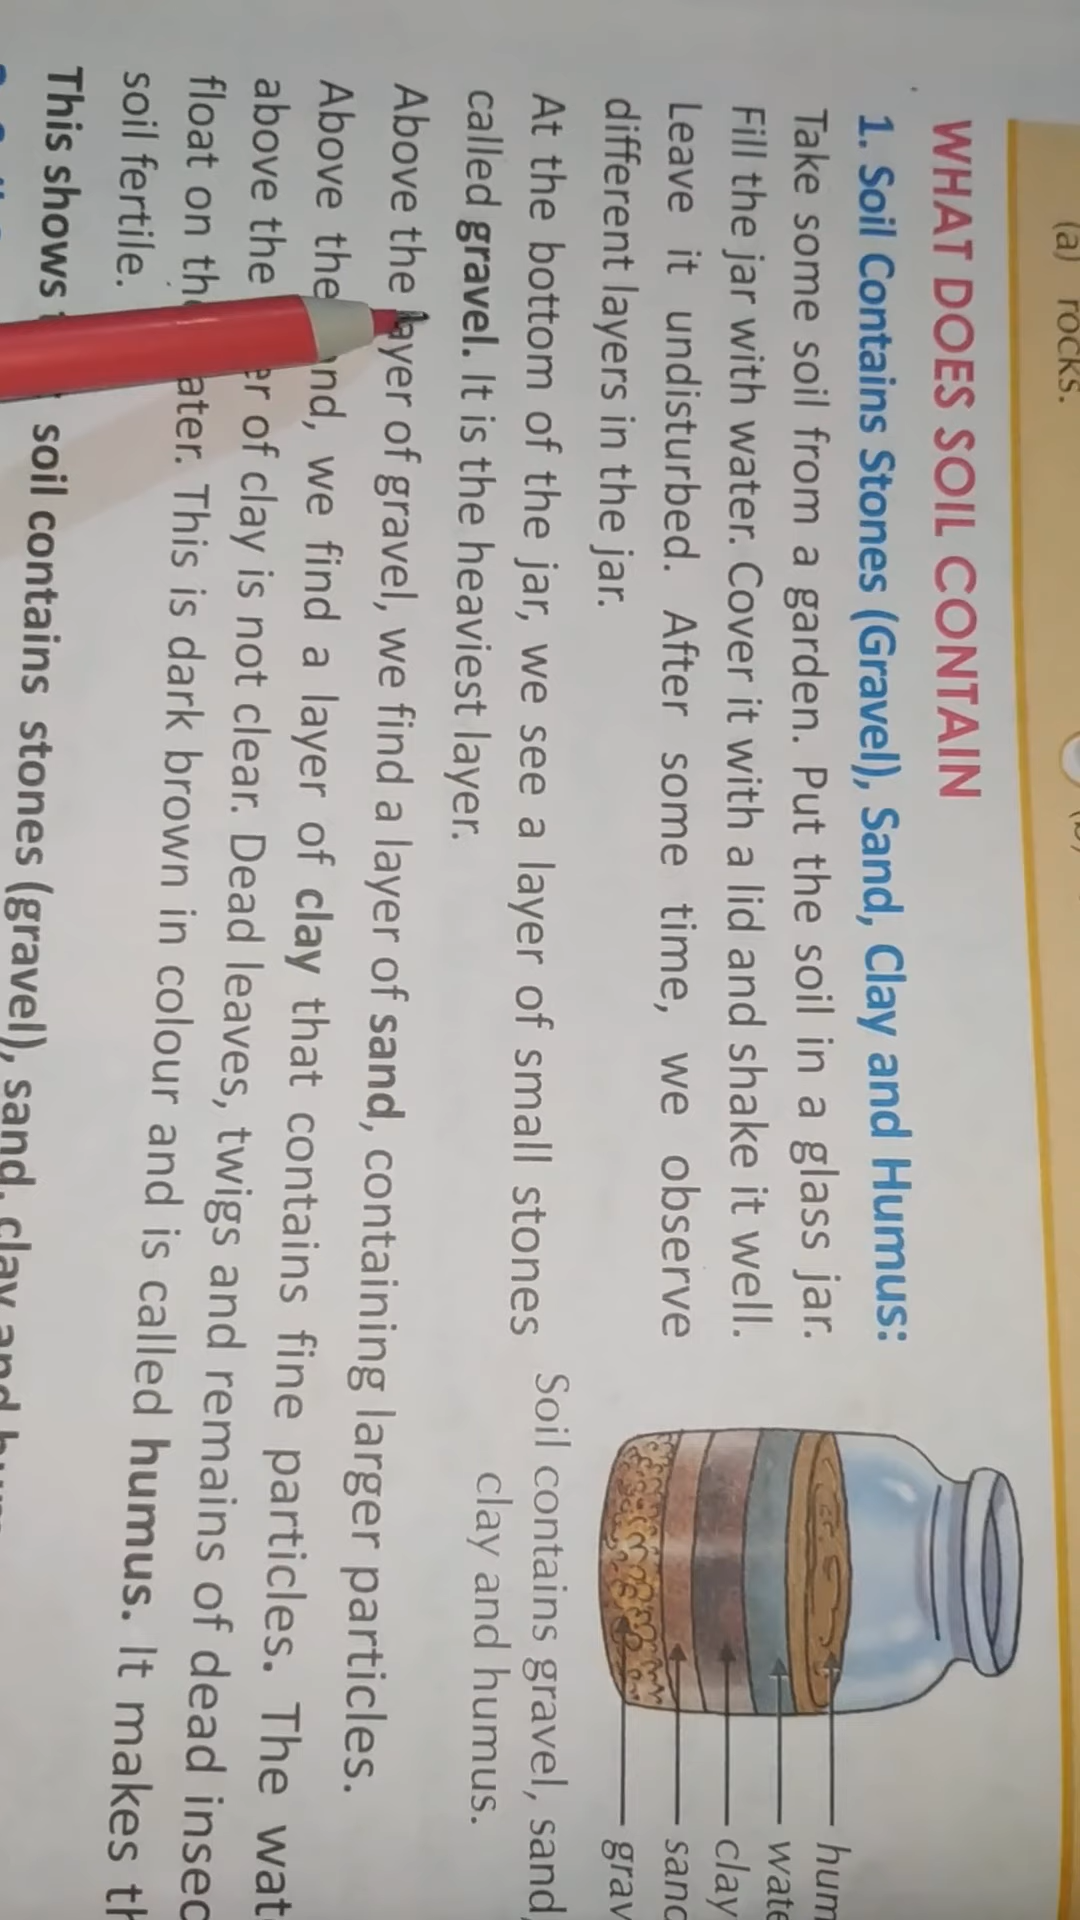 (a) rocks.
WHAT DOES SOIL CONTAIN
1. Soil Contains Stones (Gravel), Sand, Clay and Humus:
Take some soil from a garden. Put the soil in a glass jar.
Fill the jar with water. Cover it with a lid and shake it well.
Leave it undisturbed. After some time, we observe
different layers in the jar.
At the bottom of the jar, we see a layer of small stones
called gravel. It is the heaviest layer.
Above the layer of gravel, we find a layer of sand, containing larger particles.
Above the we find a layer of clay that contains fine particles. The
above the of clay is not clear. Dead leaves, twigs and remains of dead
float on This is dark brown in colour and is called humus. It makes
soil fertile.
This shows soil contains stones (gravel), sand, clay and
hum
wate
clay
sand
grav
Soil contains gravel, sand,
clay and humus.